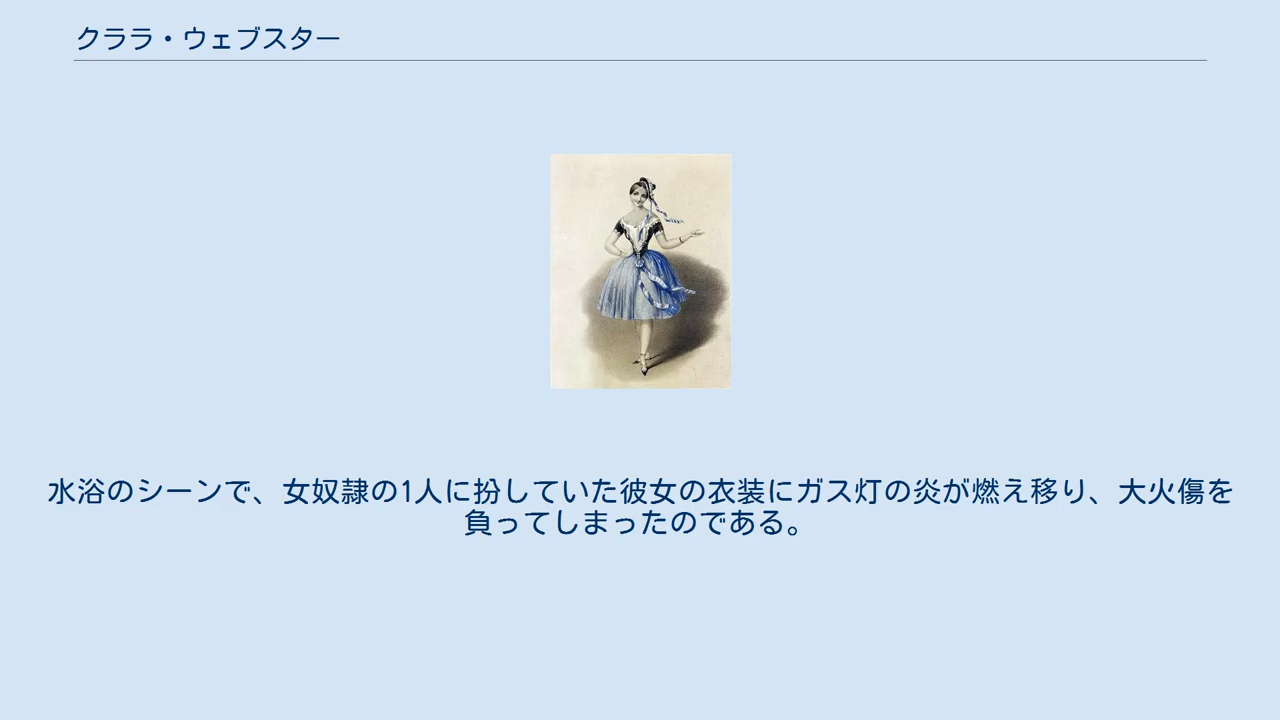 クララ・ウェブスター
水浴のシーンで、女奴隷の1人に扮していた彼女の衣装にガス灯の炎が燃え移り、大火傷を
負ってしまったのである。